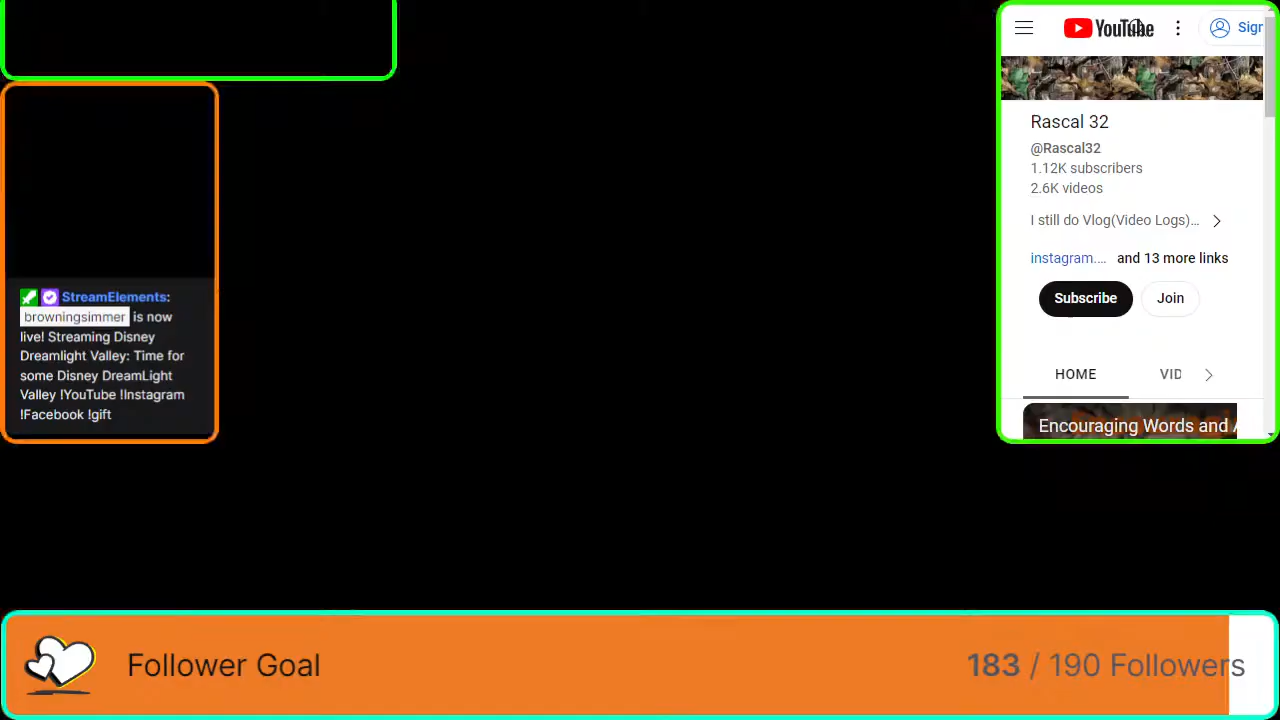 StreamElements:
browningsimmer is now
live! Streaming Disney
Dreamlight Valley: Time for
some Disney DreamLight
Valley !YouTube !Instagram
!Facebook !gift
YouTube
Sign
Rascal 32
@Rascal32
1.12K subscribers
2.6K videos
I still do Vlog(Video Logs)...
instagram.... and 13 more links
Subscribe Join
HOME VID
Encouraging Words and A
Follower Goal 183 / 190 Followers